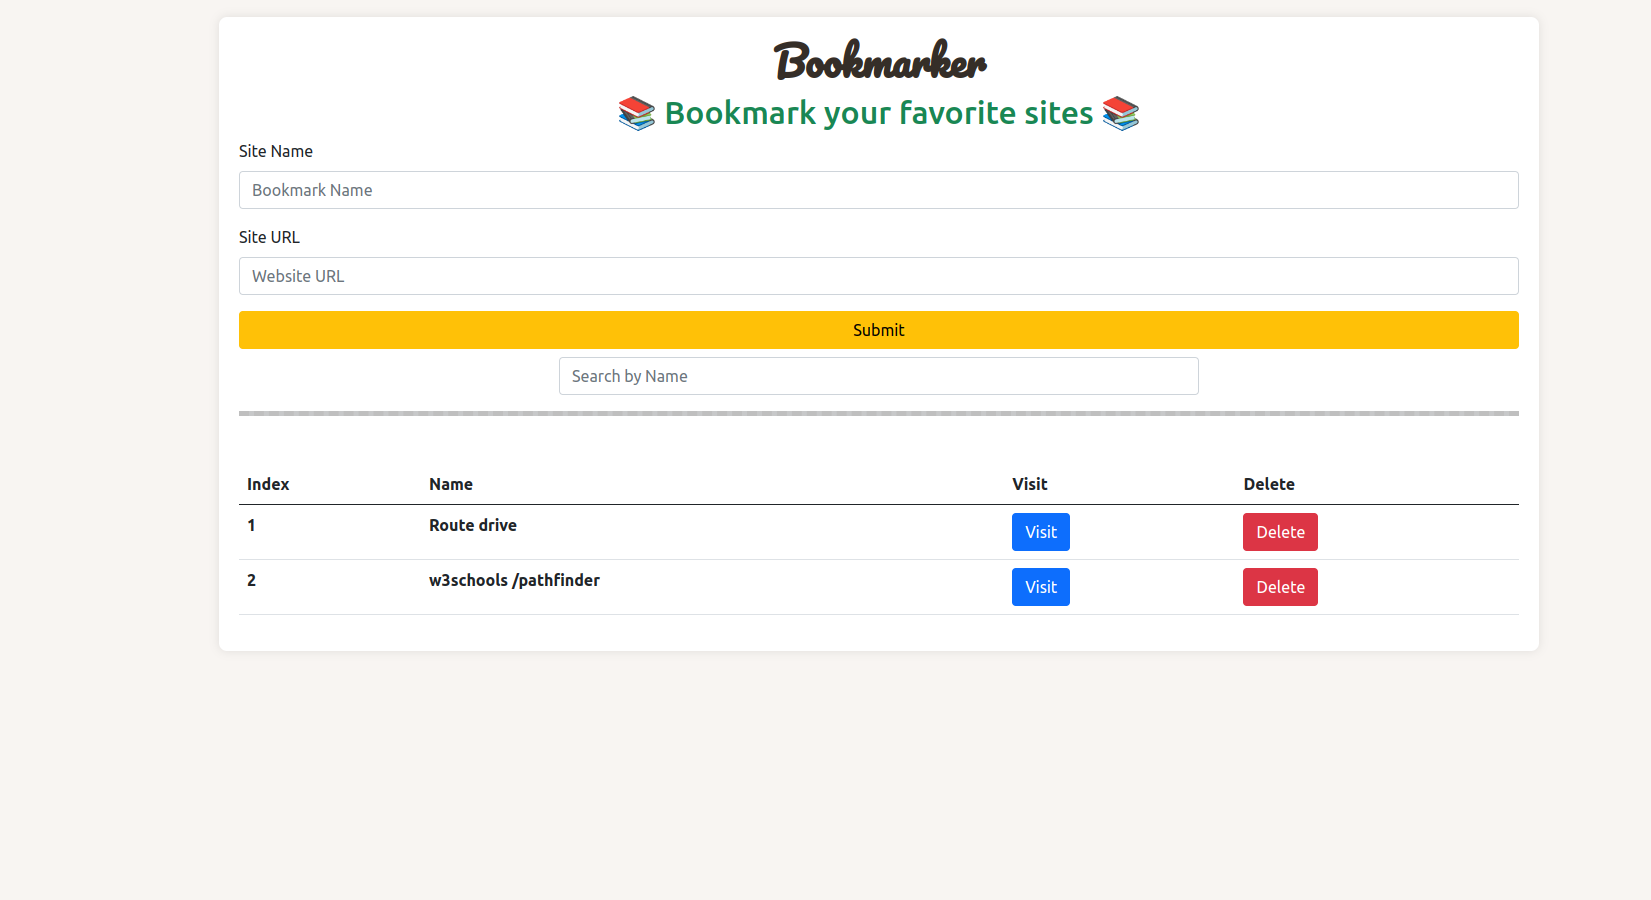 Bookmarker
📚 Bookmark your favorite sites 📚
Site Name
Bookmark Name
Site URL
Website URL
Submit
Search by Name
Index Name Visit Delete
1 Route drive Visit Delete
2 w3schools /pathfinder Visit Delete